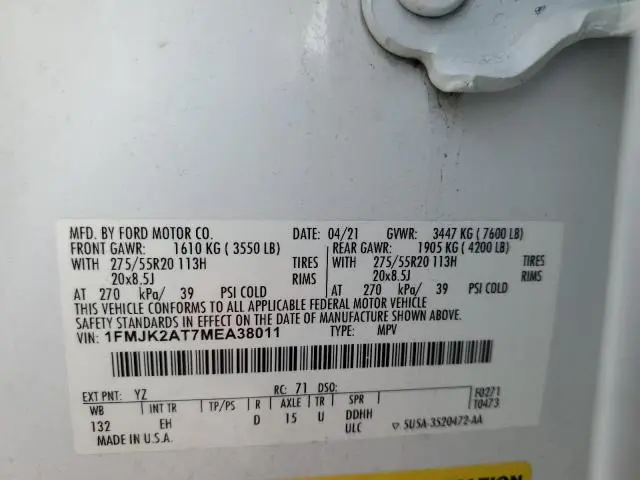 MFD. BY FORD MOTOR CO. DATE: 04/21 GVWR: 3447 KG ( 7600 LB)
FRONT GAWR: 1610 KG ( 3550 LB) REAR GAWR: 1905 KG ( 4200 LB)
WITH 275/55R20 113H TIRES WITH 275/55R20 113H TIRES
20x8.5J RIMS 20x8.5J RIMS
AT 270 kPa/ 39 PSI COLD AT 270 kPa/ 39 PSI COLD
THIS VEHICLE CONFORMS TO ALL APPLICABLE FEDERAL MOTOR VEHICLE
SAFETY STANDARDS IN EFFECT ON THE DATE OF MANUFACTURE SHOWN ABOVE.
VIN: 1FMJK2AT7MEA38011 TYPE: MPV
EXT PNT: YZ RC: 71 DSO: F0271
WB INT TR TP/PS R AXLE TR SPR T0473
132 EH D 15 U DDHH
MADE IN U.S.A. ULC ▽ SU5A-3520472-AA